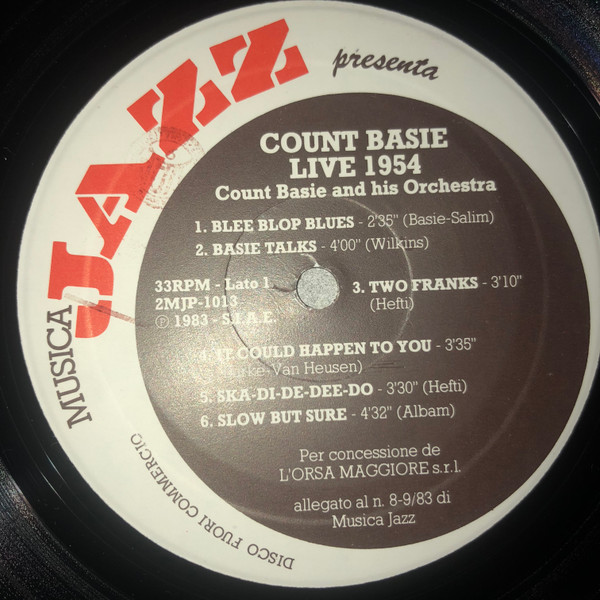 MUSICA JAZZ presenta
COUNT BASIE
LIVE 1954
Count Basie and his Orchestra
1. BLEE BLOP BLUES - 2'35" (Basie-Salim)
2. BASIE TALKS - 4'00" (Wilkins)
33RPM - Lato 1
2MJP-1013
℗ 1983 - S.I.A.E.
3. TWO FRANKS - 3'10"
(Hefti)
4. IT COULD HAPPEN TO YOU - 3'35"
Van Heusen)
5. SKA-DI-DE-DEE-DO - 3'30" (Hefti)
6. SLOW BUT SURE - 4'32" (Albam)
Per concessione de
L'ORSA MAGGIORE s.r.l.
allegato al n. 8-9/83 di
Musica Jazz
DISCO FUORI COMMERCIO